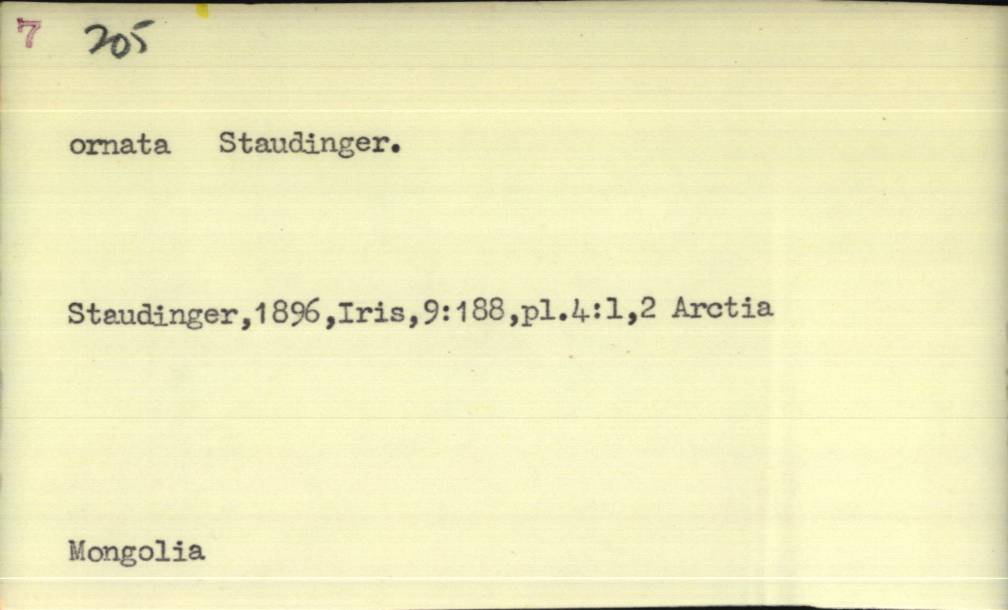 7 205
ornata Staudinger.
Staudinger,1896,Iris,9:188,pl.4:1,2 Arctia
Mongolia